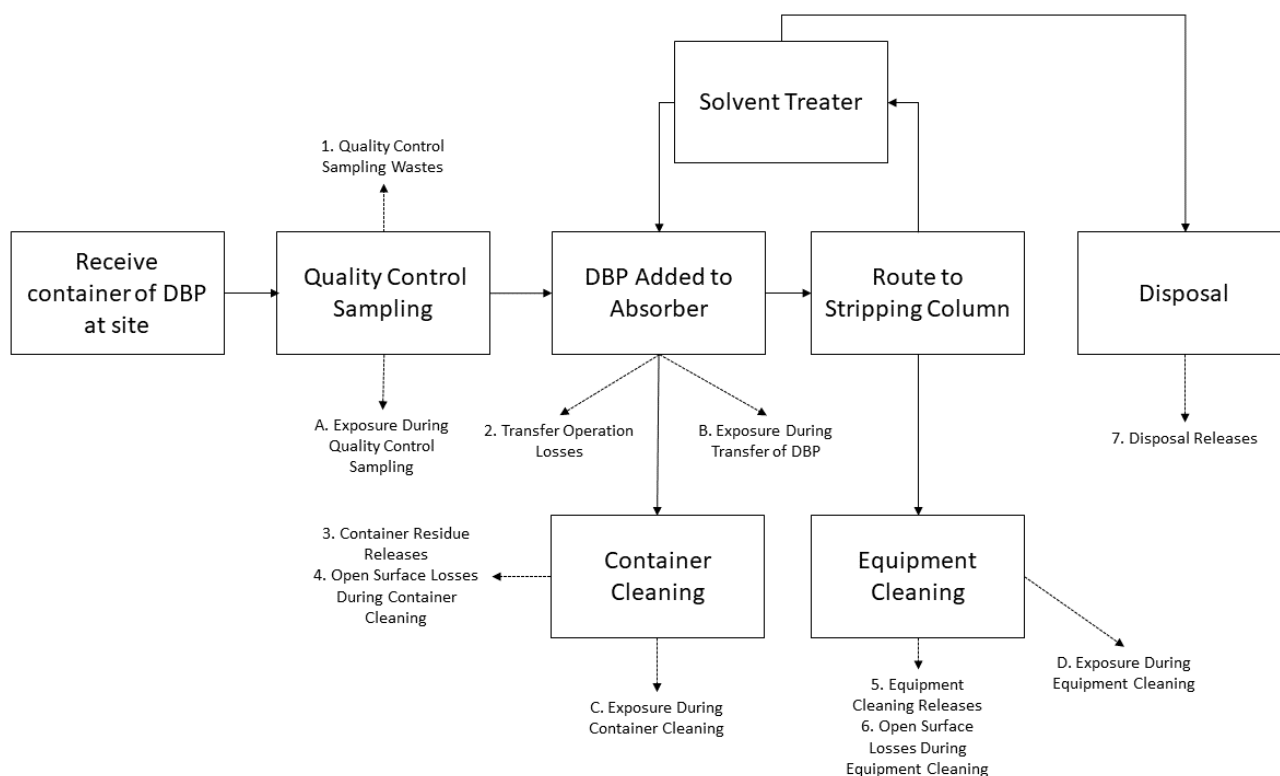 Solvent Treater
1. Quality Control
Sampling Wastes
Receive
container of DBP
at site
Quality Control
Sampling
DBP Added to
Absorber
Route to
Stripping Column
Disposal
A. Exposure During
Quality Control
Sampling
2. Transfer Operation
Losses
B. Exposure During
Transfer of DBP
7. Disposal Releases
3. Container Residue
Releases
4. Open Surface Losses
During Container
Cleaning
Container
Cleaning
Equipment
Cleaning
C. Exposure During
Container Cleaning
5. Equipment
Cleaning Releases
6. Open Surface
Losses During
Equipment Cleaning
D. Exposure During
Equipment Cleaning